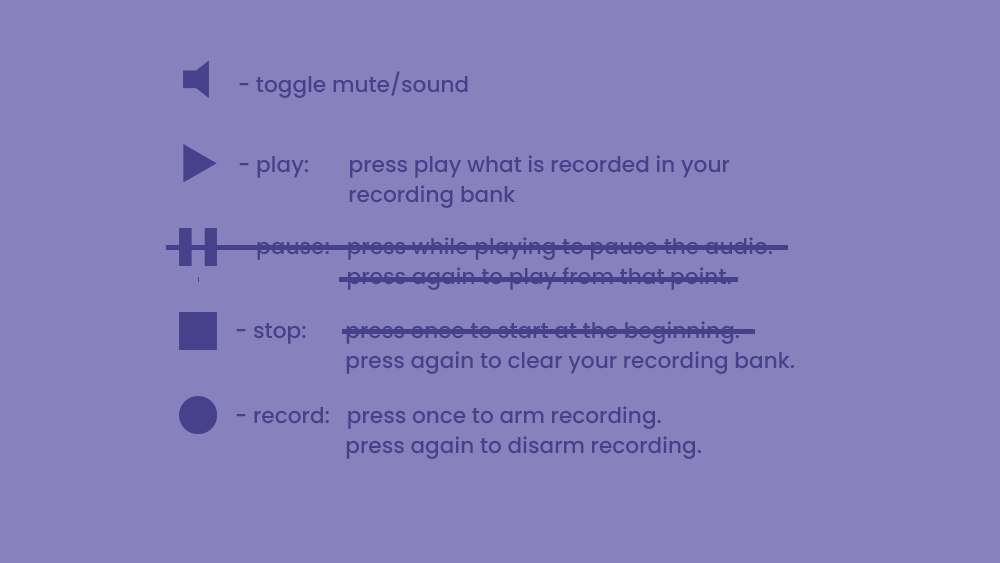 - toggle mute/sound
- play: press play what is recorded in your
recording bank
- pause: press while playing to pause the audio.
press again to play from that point.
- stop: press once to start at the beginning.
press again to clear your recording bank.
- record: press once to arm recording.
press again to disarm recording.